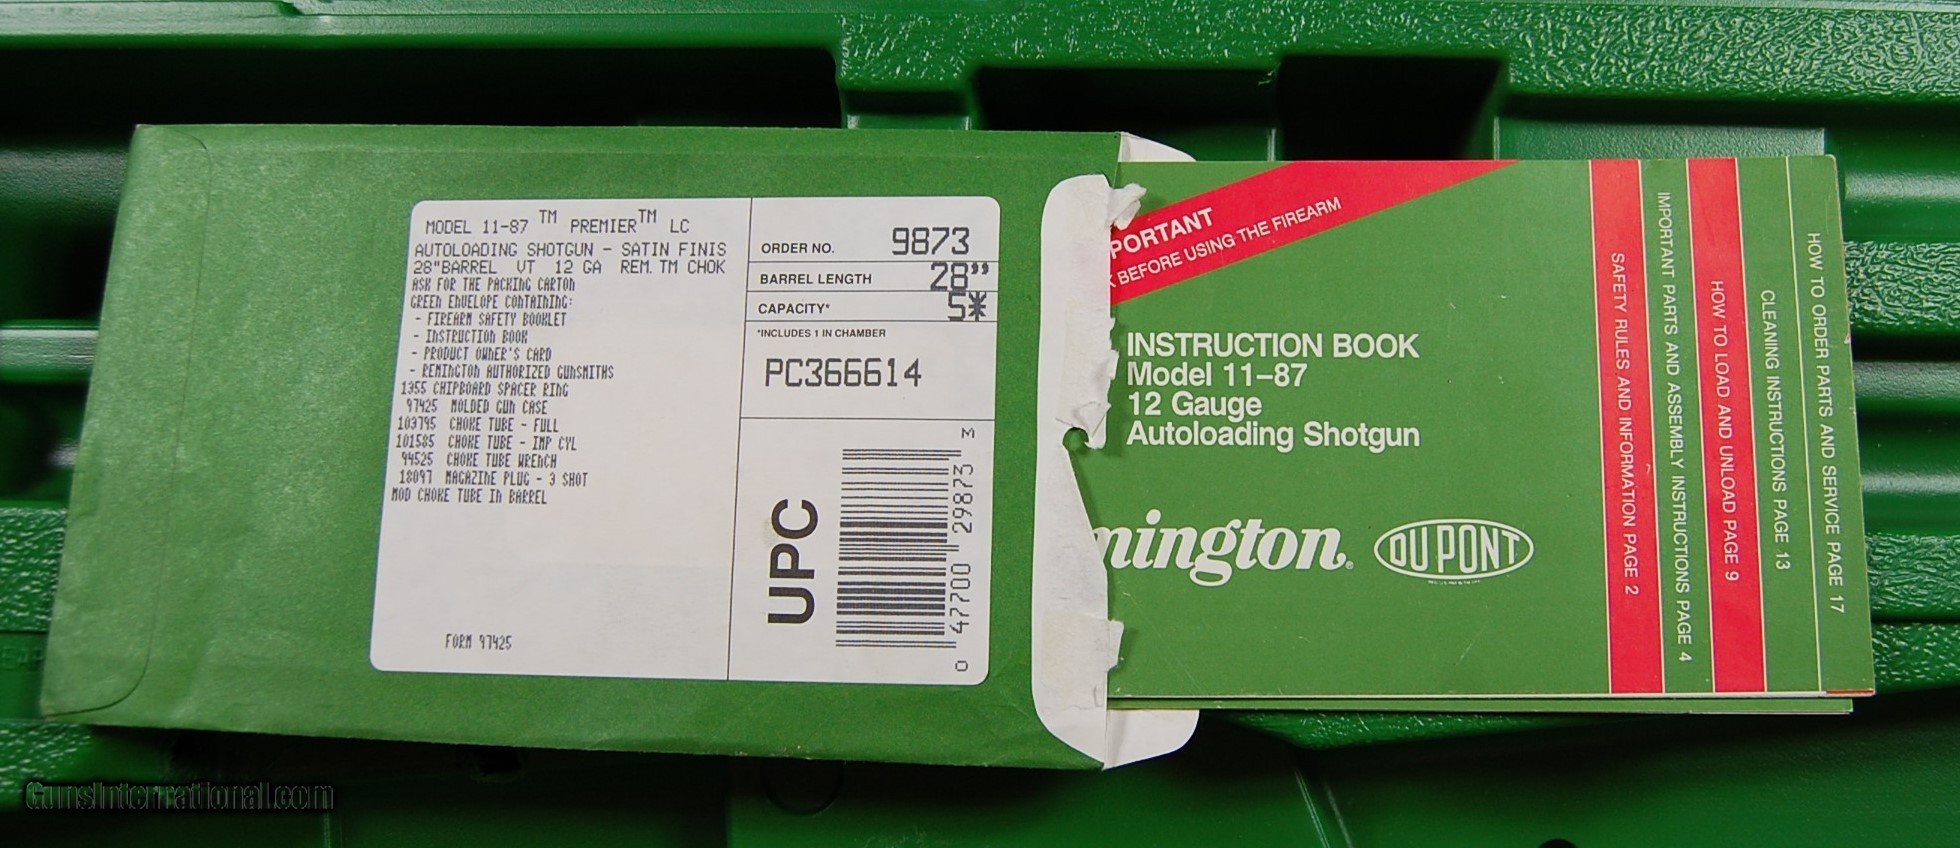 MODEL 11-87 TM PREMIER TM LC
AUTOLOADING SHOTGUN - SATIN FINIS
28"BARREL VT 12 GA REM. TM CHOK
ASK FOR THE PACKING CARTON
GREEN ENVELOPE CONTAINING:
- FIREARM SAFETY BOOKLET
- INSTRUCTION BOOK
- PRODUCT OWNER'S CARD
- REMINGTON AUTHORIZED GUNSMITHS
1355 CHIPBOARD SPACER RING
97425 MOLDED GUN CASE
103795 CHOKE TUBE - FULL
101585 CHOKE TUBE - IMP CYL
94525 CHOKE TUBE WRENCH
18097 MAGAZINE PLUG - 3 SHOT
MOD CHOKE TUBE IN BARREL
FORM 97425
ORDER NO. 9873
BARREL LENGTH 28"
CAPACITY* 5*
*INCLUDES 1 IN CHAMBER
PC366614
UPC
0 47700 29873 M
PORTANT
K BEFORE USING THE FIREARM
INSTRUCTION BOOK
Model 11-87
12 Gauge
Autoloading Shotgun
mington.
DU PONT
SAFETY RULES AND INFORMATION PAGE 2
IMPORTANT PARTS AND ASSEMBLY INSTRUCTIONS PAGE 4
HOW TO LOAD AND UNLOAD PAGE 9
CLEANING INSTRUCTIONS PAGE 13
HOW TO ORDER PARTS AND SERVICE PAGE 17
GunsInternational.com